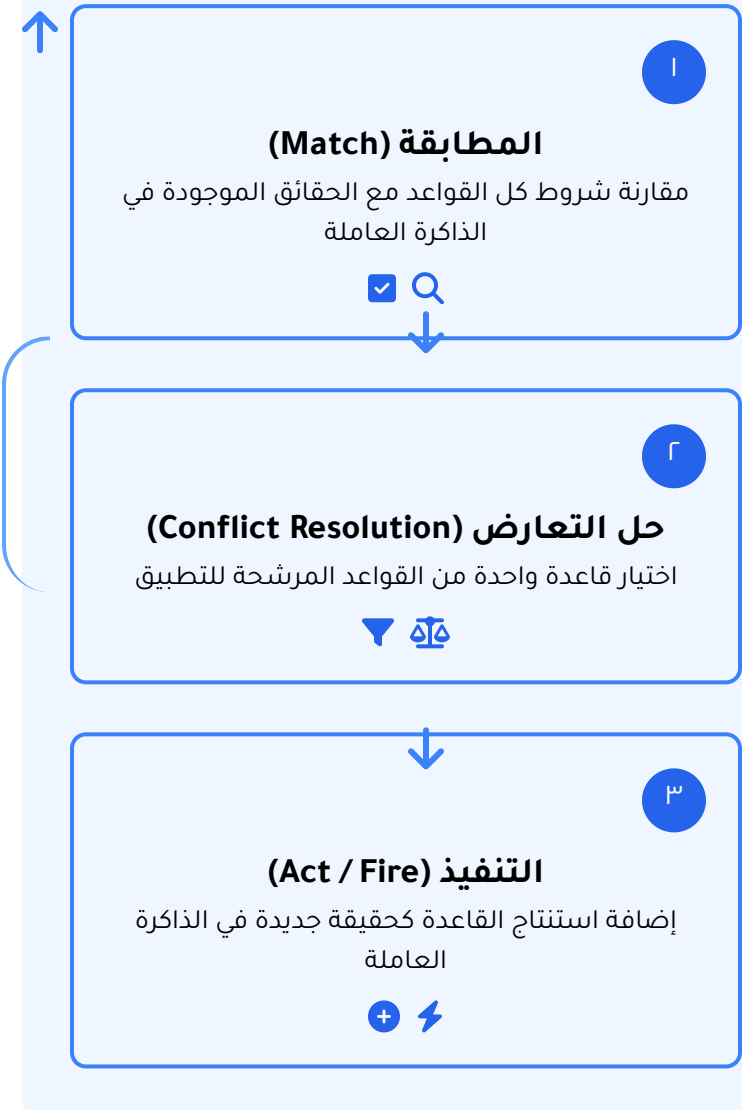 ١
المطابقة (Match)
مقارنة شروط كل القواعد مع الحقائق الموجودة في
الذاكرة العاملة
٢
حل التعارض (Conflict Resolution)
اختيار قاعدة واحدة من القواعد المرشحة للتطبيق
٣
التنفيذ (Act / Fire)
إضافة استنتاج القاعدة كحقيقة جديدة في الذاكرة
العاملة